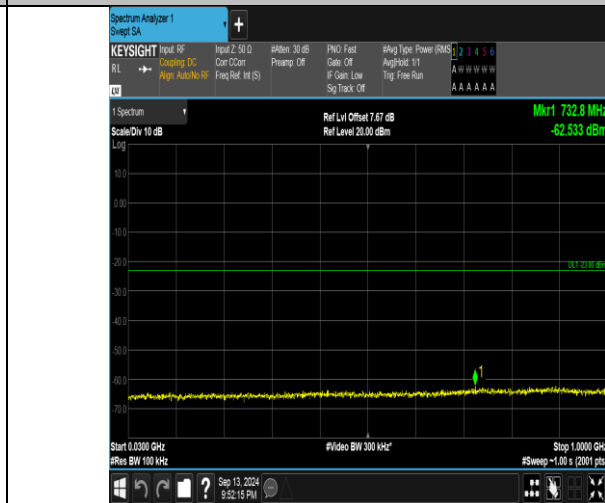 Spectrum Analyzer 1
Swept SA
+
KEYSIGHT
RL
LXI
Input: RF
Coupling: DC
Align: Auto/No RF
Input Z: 50 Ω
Corr CCorr
Freq Ref: Int (S)
#Atten: 30 dB
Preamp: Off
PNO: Fast
Gate: Off
IF Gain: Low
Sig Track: Off
#Avg Type: Power (RMS
Avg|Hold: 1/1
Trig: Free Run
1 2 3 4 5 6
A W W W W W
A A A A A A
1 Spectrum
Scale/Div 10 dB
Ref Lvl Offset 7.67 dB
Ref Level 20.00 dBm
Mkr1 732.8 MHz
-62.533 dBm
Log
10.0
0.00
-10.0
-20.0
DL1 -23.00 dBm
-30.0
-40.0
-50.0
-60.0
1
-70.0
Start 0.0300 GHz
#Res BW 100 kHz
#Video BW 300 kHz*
Stop 1.0000 GHz
#Sweep ~1.00 s (2001 pts
?
Sep 13, 2024
9:52:15 PM